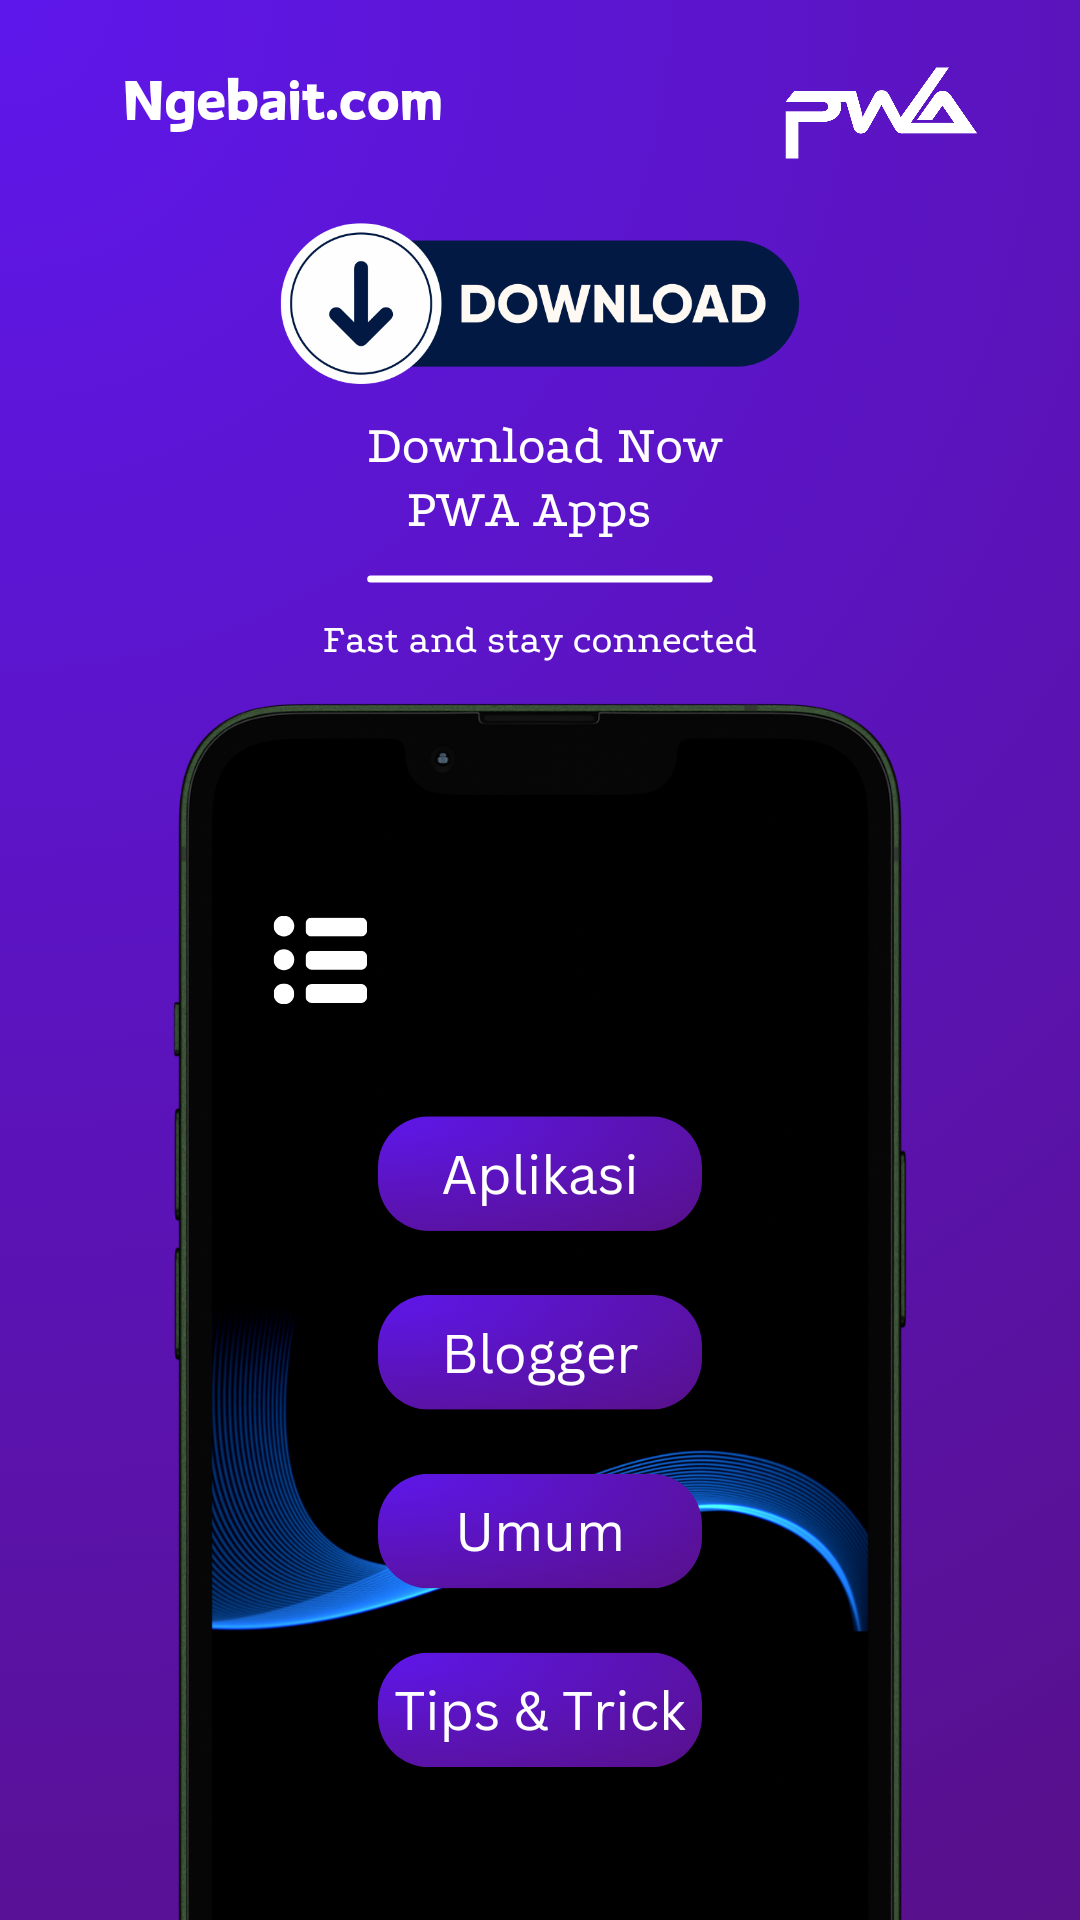 Ngebait.com
PWA
DOWNLOAD
Download Now
PWA Apps
Fast and stay connected
Aplikasi
Blogger
Umum
Tips & Trick